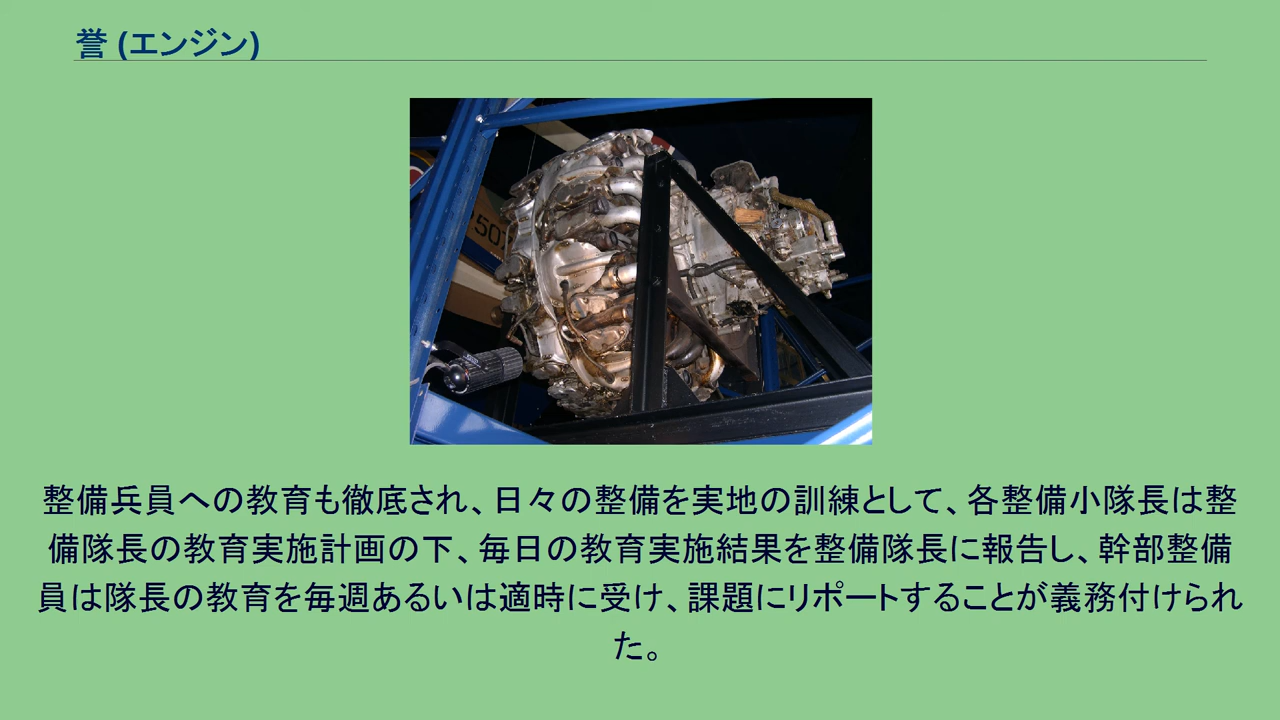 誉 (エンジン)
50
整備兵員への教育も徹底され、日々の整備を実地の訓練として、各整備小隊長は整
備隊長の教育実施計画の下、毎日の教育実施結果を整備隊長に報告し、幹部整備
員は隊長の教育を毎週あるいは適時に受け、課題にリポートすることが義務付けられ
た。